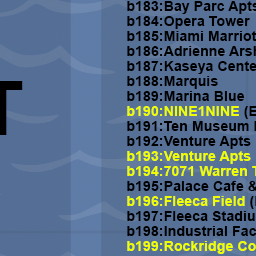 b183:Bay Parc Apts
b184:Opera Tower
b185:Miami Marriot
b186:Adrienne Arsh
b187:Kaseya Cente
b188:Marquis
b189:Marina Blue
T
b190:NINE1NINE (E
b191:Ten Museum
b192:Venture Apts
b193:Venture Apts
b194:7071 Warren T
b195:Palace Cafe &
b196:Fleeca Field (
b197:Fleeca Stadiu
b198:Industrial Fac
b199:Rockridge Co